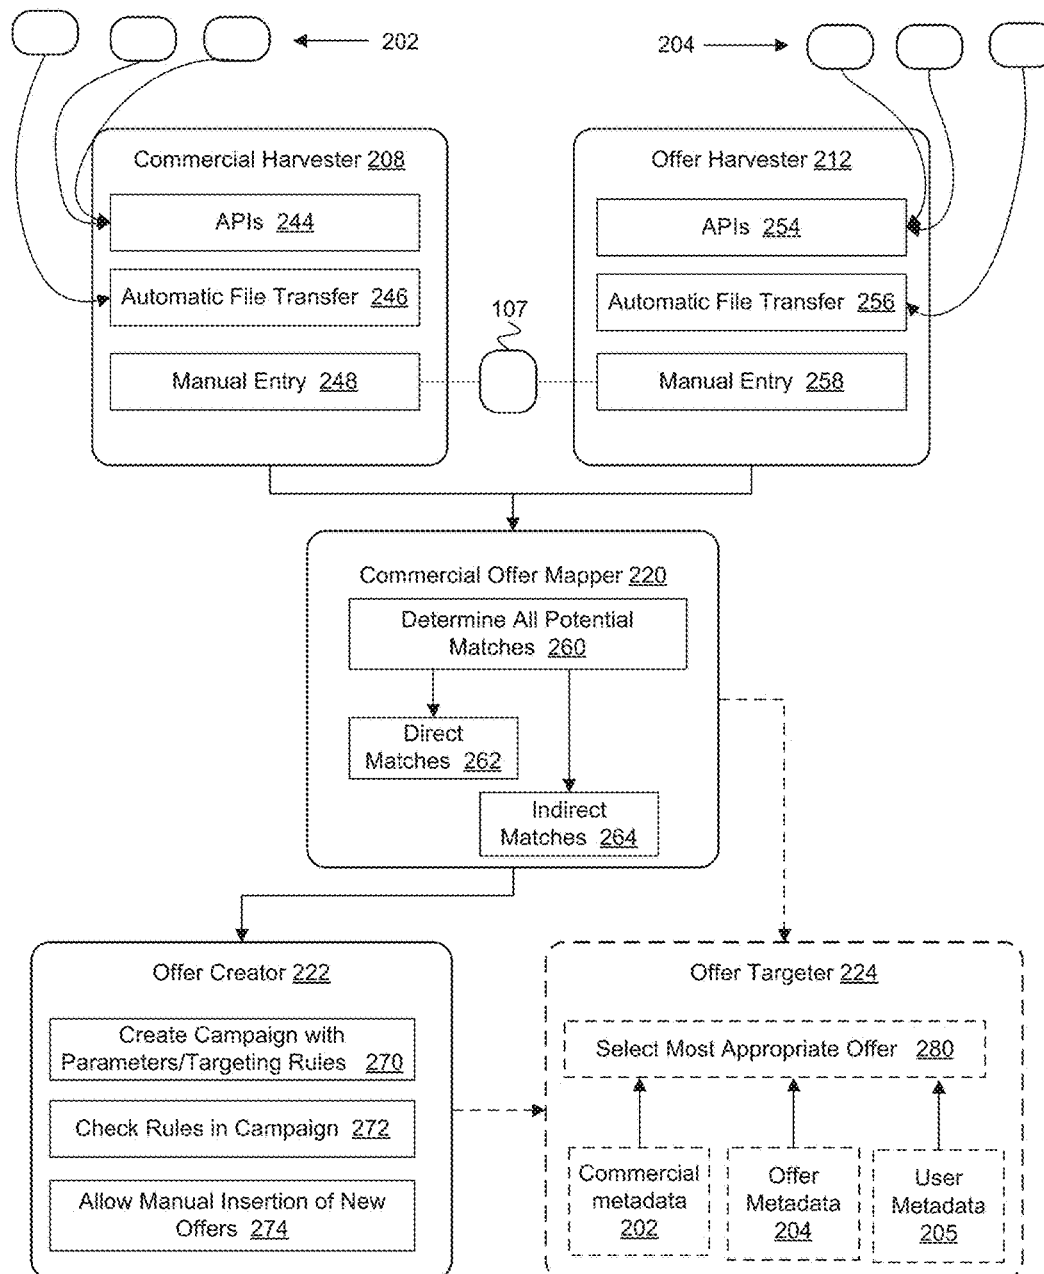 202
204
Commercial Harvester 208
APIs 244
Automatic File Transfer 246
Manual Entry 248
107
Offer Harvester 212
APIs 254
Automatic File Transfer 256
Manual Entry 258
Commercial Offer Mapper 220
Determine All Potential
Matches 260
Direct
Matches 262
Indirect
Matches 264
Offer Creator 222
Create Campaign with
Parameters/Targeting Rules 270
Check Rules in Campaign 272
Allow Manual Insertion of New
Offers 274
Offer Targeter 224
Select Most Appropriate Offer 280
Commercial
metadata
202
Offer
Metadata
204
User
Metadata
205